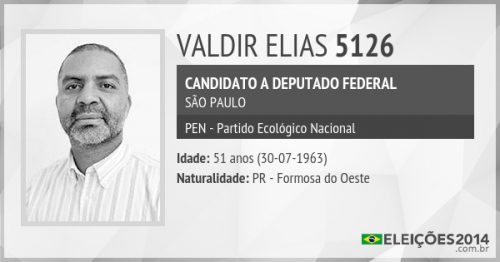 VALDIR ELIAS 5126
CANDIDATO A DEPUTADO FEDERAL
SÃO PAULO
PEN - Partido Ecológico Nacional
Idade: 51 anos (30-07-1963)
Naturalidade: PR - Formosa do Oeste
ELEIÇÕES2014
.com.br